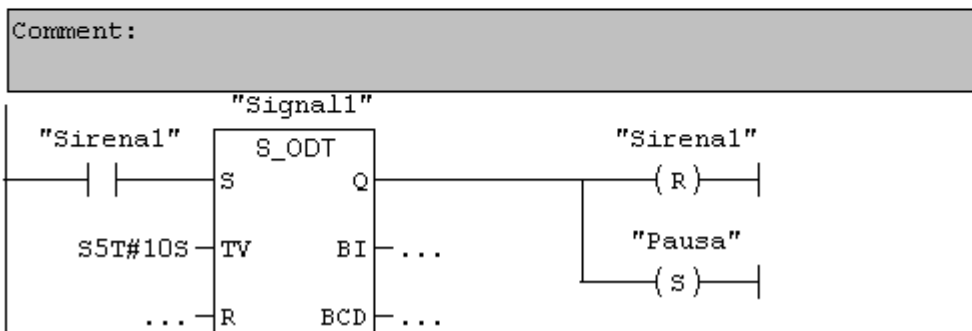 Comment:
"Signal1"
"Sirena1" "Sirena1"
S_ODT
S Q ( R )
S5T#10S TV BI ... "Pausa"
( S )
... R BCD ...